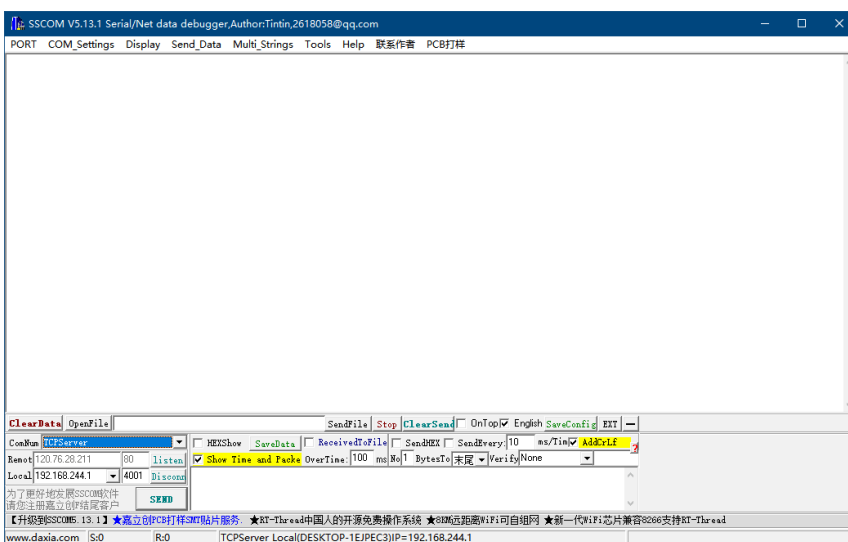 SSCOM V5.13.1 Serial/Net data debugger,Author:Tintin,2618058@qq.com
PORT COM_Settings Display Send_Data Multi_Strings Tools Help 联系作者 PCB打样
ClearData OpenFile SendFile Stop ClearSend OnTop English SaveConfig EXT —
ComNum TCPServer HEXShow SaveData ReceivedToFile SendHEX SendEvery: 10 ms/Tim AddCrLf
Remot 120.76.28.211 80 listen Show Time and Packe OverTime: 100 ms No 1 BytesTo 末尾 Verify None
Local 192.168.244.1 4001 Disconn
为了更好地发展SSCOM软件
请您注册嘉立创F结尾客户 SEND
【升级到SSCOM5.13.1】★嘉立创PCB打样SMT贴片服务. ★RT-Thread中国人的开源免费操作系统 ★8KM远距离WiFi可自组网 ★新一代WiFi芯片兼容8266支持RT-Thread
www.daxia.com S:0 R:0 TCPServer Local(DESKTOP-1EJPEC3)IP=192.168.244.1